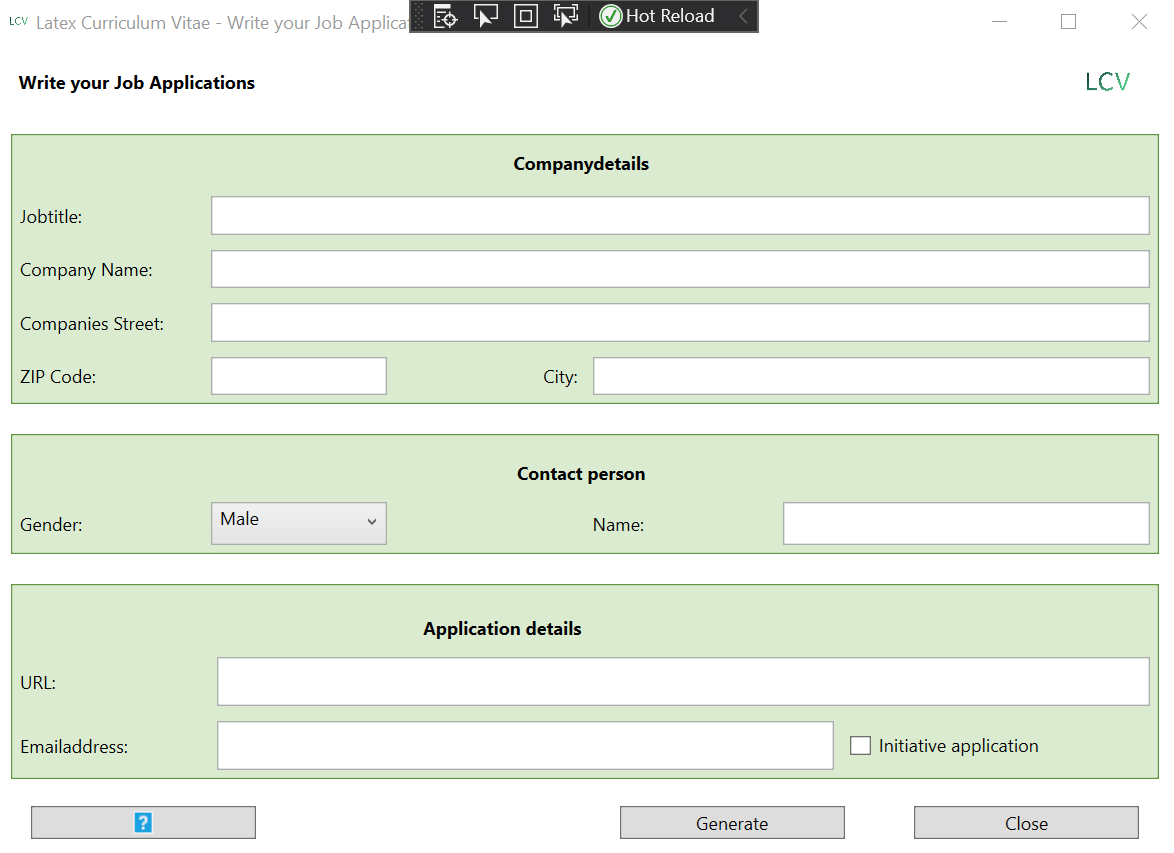 LCV Latex Curriculum Vitae - Write your Job Applica
Hot Reload
Write your Job Applications
LCV
Companydetails
Jobtitle:
Company Name:
Companies Street:
ZIP Code: City:
Contact person
Gender: Male Name:
Application details
URL:
Emailaddress: Initiative application
? Generate Close